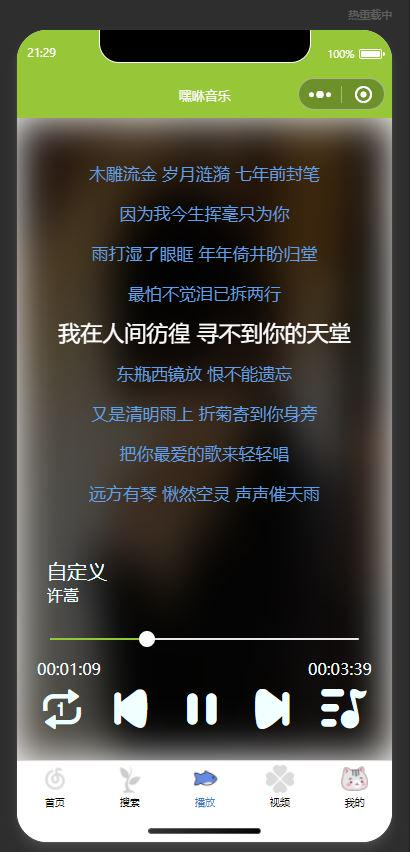 热重载中
21:29
100%
嘿咻音乐
木雕流金 岁月涟漪 七年前封笔
因为我今生挥毫只为你
雨打湿了眼眶 年年倚井盼归堂
最怕不觉泪已拆两行
我在人间彷徨 寻不到你的天堂
东瓶西镜放 恨不能遗忘
又是清明雨上 折菊寄到你身旁
把你最爱的歌来轻轻唱
远方有琴 愀然空灵 声声催天雨
自定义
许嵩
00:01:09 00:03:39
1
首页 搜索 播放 视频 我的